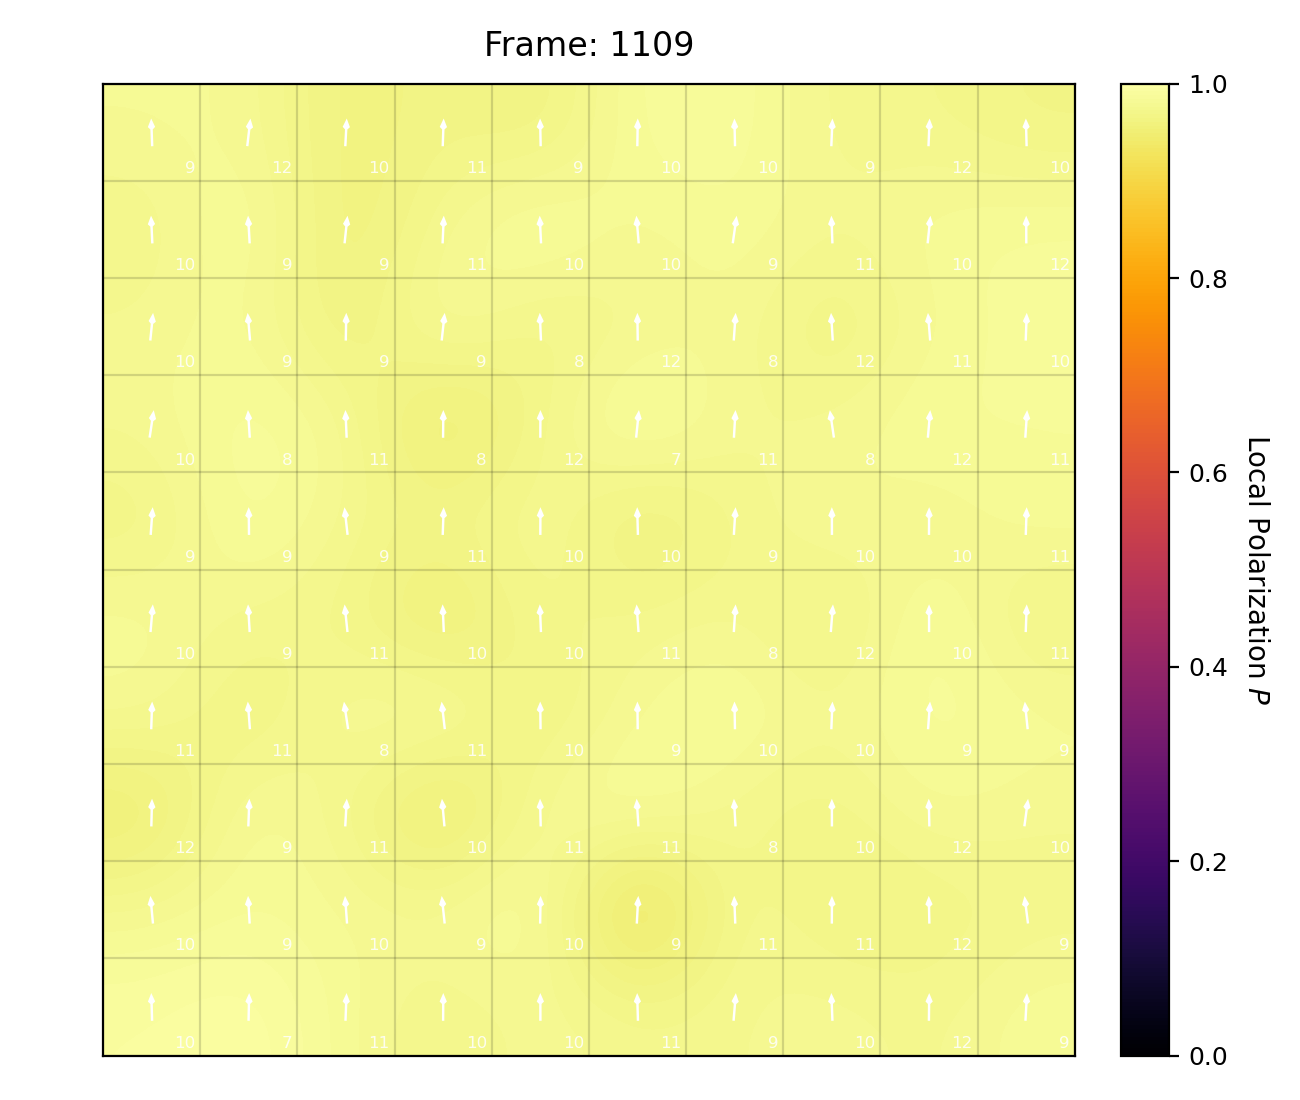 Frame: 1109
9 12 10 11 9 10 10 9 12 10
10 9 9 11 10 10 9 11 10 12
10 9 9 9 8 12 8 12 11 10
10 8 11 8 12 7 11 8 12 11
9 9 9 11 10 10 9 10 10 11
10 9 11 10 10 11 8 12 10 11
11 11 8 11 10 9 10 10 9 9
12 9 11 10 11 11 8 10 12 10
10 9 10 9 10 9 11 11 12 9
10 7 11 10 10 11 9 10 12 9
1.0
0.8
0.6
0.4
0.2
0.0
Local Polarization P